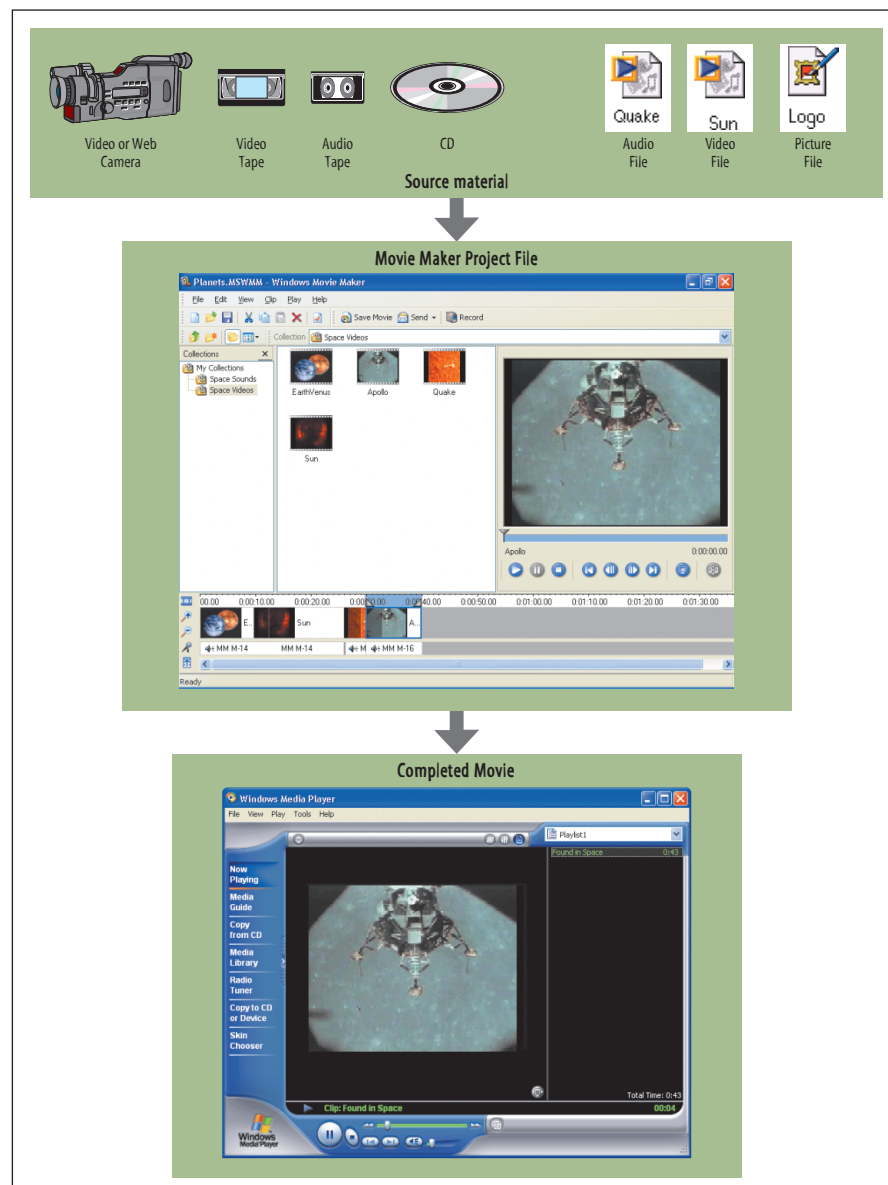 Quake
Sun
Logo
Video or Web
Camera
Video
Tape
Audio
Tape
CD
Audio
File
Video
File
Picture
File
Source material
Movie Maker Project File
Planets.MSWMM - Windows Movie Maker
File Edit View Clip Play Help
Save Movie Send Record
Collection Space Videos
Collections X
My Collections
Space Sounds
Space Videos
EarthVenus Apollo Quake
Sun
Apollo 0:00:00.00
00.00 0:00:10.00 0:00:20.00 0:00:30.00 0:00:40.00 0:00:50.00 0:01:00.00 0:01:10.00 0:01:20.00 0:01:30.00
E... Sun A...
MM M-14 MM M-14 M MM M-16
Ready
Completed Movie
Windows Media Player
File View Play Tools Help
Playlist1
Found in Space 0:43
Now
Playing
Media
Guide
Copy
from CD
Media
Library
Radio
Tuner
Copy to CD
or Device
Skin
Chooser
Total Time: 0:43
Clip: Found in Space 00:04
Windows
Media Player